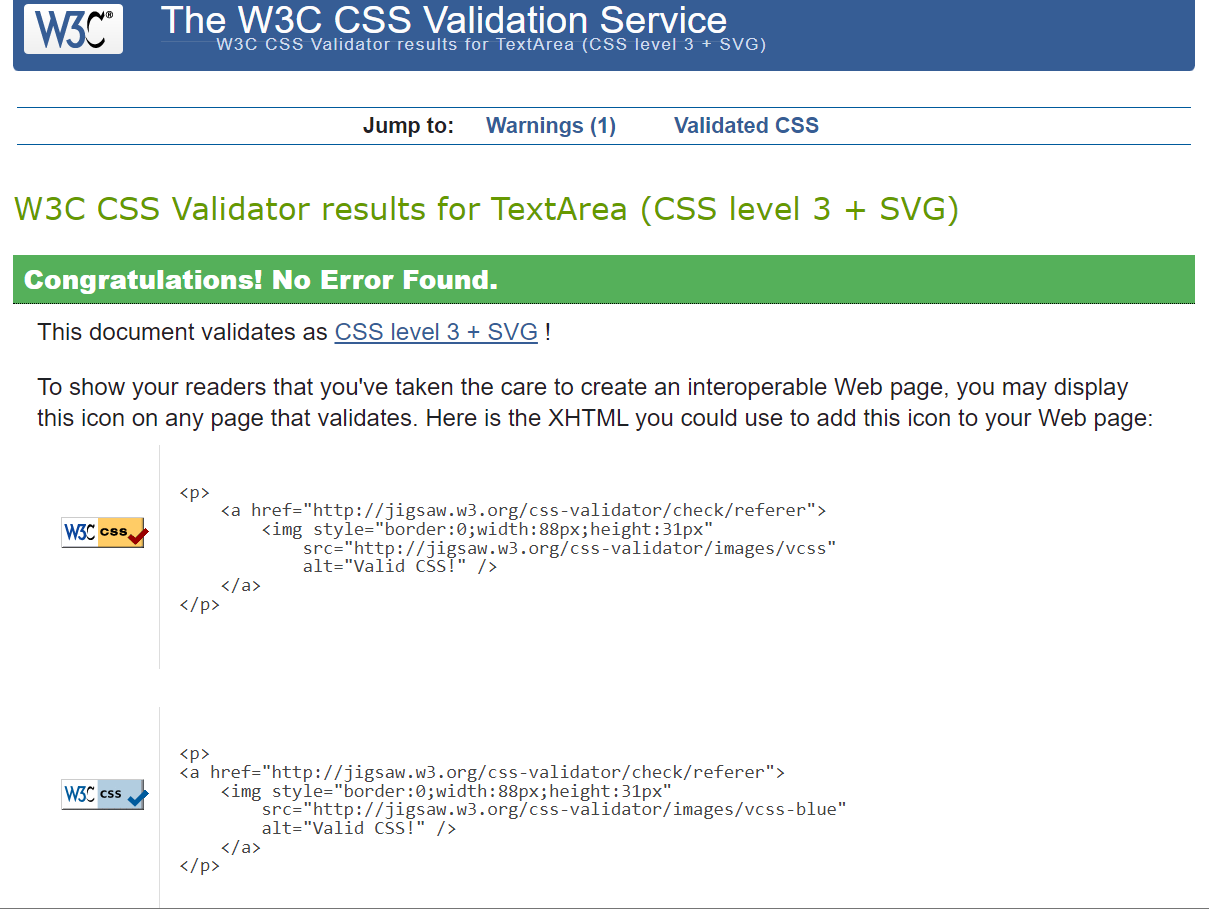 W3C®
The W3C CSS Validation Service
W3C CSS Validator results for TextArea (CSS level 3 + SVG)
Jump to: Warnings (1) Validated CSS
W3C CSS Validator results for TextArea (CSS level 3 + SVG)
Congratulations! No Error Found.
This document validates as CSS level 3 + SVG !
To show your readers that you've taken the care to create an interoperable Web page, you may display
this icon on any page that validates. Here is the XHTML you could use to add this icon to your Web page:
W3C css
<p>
    <a href="http://jigsaw.w3.org/css-validator/check/referer">
        <img style="border:0;width:88px;height:31px"
            src="http://jigsaw.w3.org/css-validator/images/vcss"
            alt="Valid CSS!" />
    </a>
</p>
W3C css
<p>
<a href="http://jigsaw.w3.org/css-validator/check/referer">
    <img style="border:0;width:88px;height:31px"
        src="http://jigsaw.w3.org/css-validator/images/vcss-blue"
        alt="Valid CSS!" />
    </a>
</p>